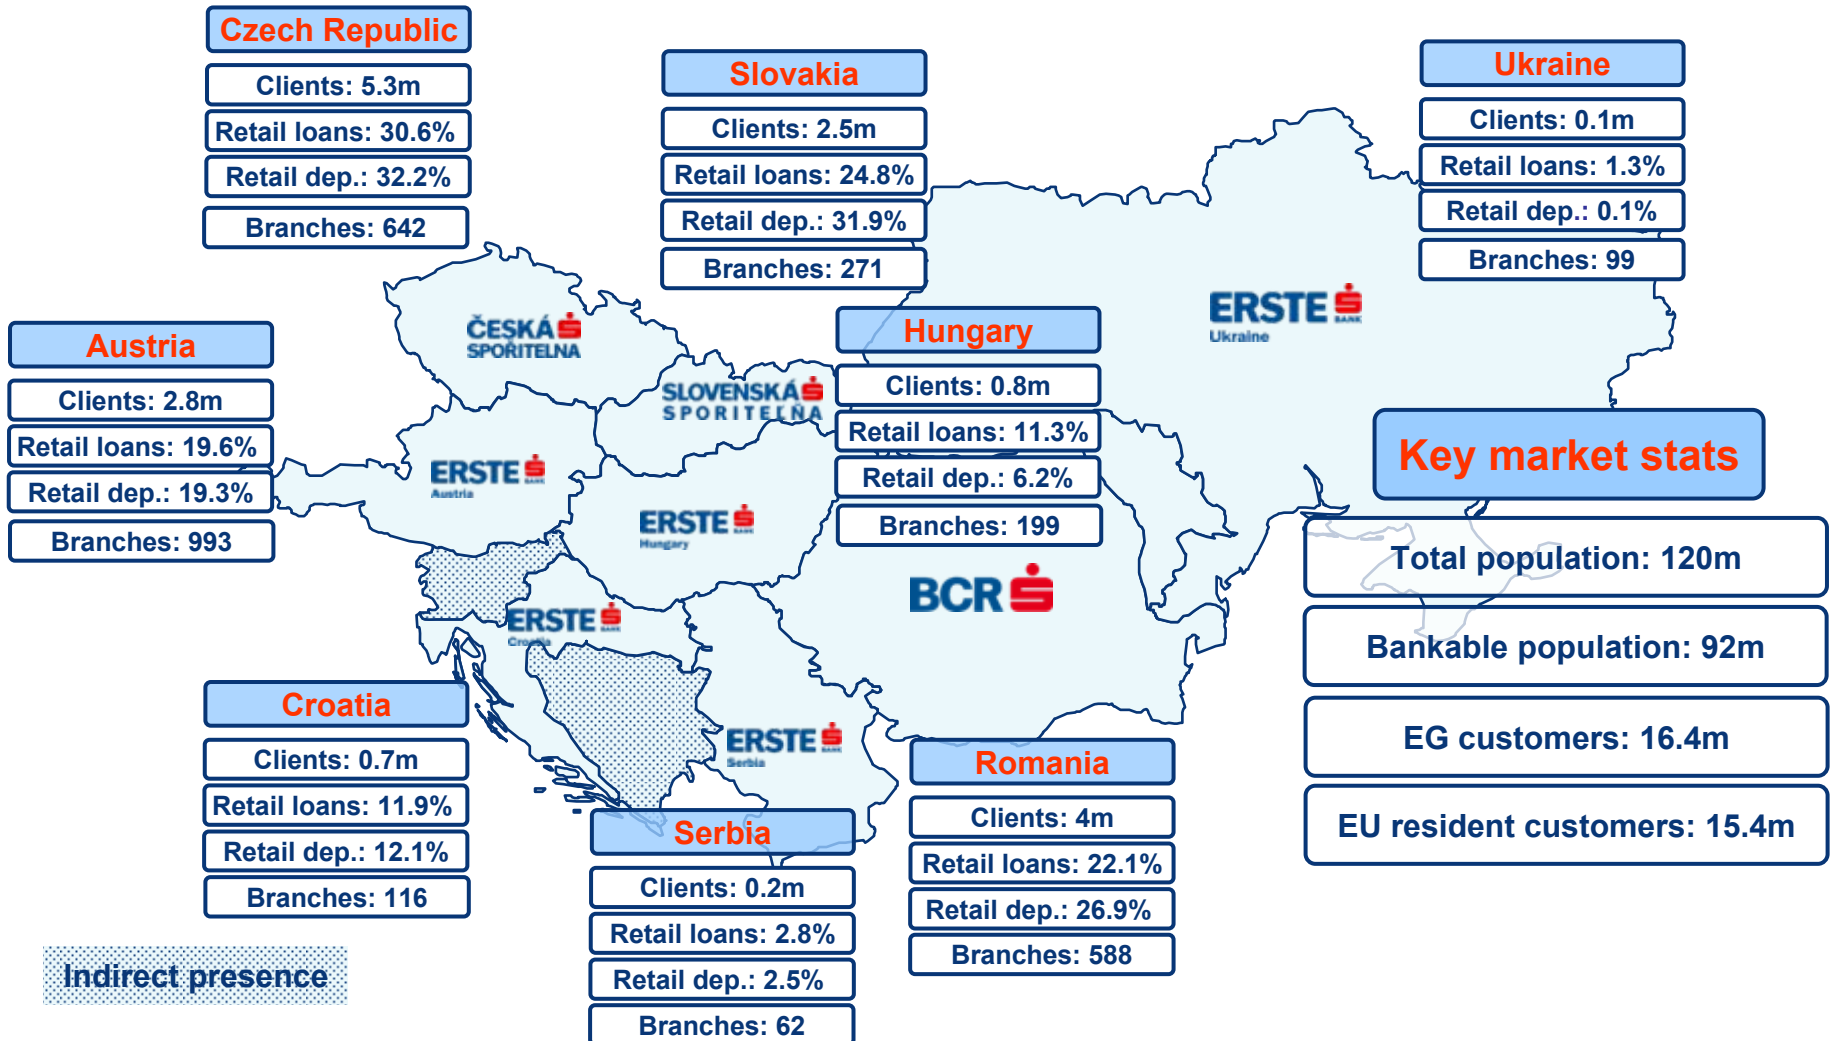 Czech Republic
Clients: 5.3m
Retail loans: 30.6%
Retail dep.: 32.2%
Branches: 642
Slovakia
Clients: 2.5m
Retail loans: 24.8%
Retail dep.: 31.9%
Branches: 271
Ukraine
Clients: 0.1m
Retail loans: 1.3%
Retail dep.: 0.1%
Branches: 99
ČESKÁ
SPOŘITELNA
ERSTE
BANK
Ukraine
Austria
Clients: 2.8m
Retail loans: 19.6%
Retail dep.: 19.3%
Branches: 993
SLOVENSKÁ
SPORITEĽŇA
Hungary
Clients: 0.8m
Retail loans: 11.3%
Retail dep.: 6.2%
Branches: 199
ERSTE
BANK
Austria
ERSTE
BANK
Hungary
BCR
ERSTE
BANK
Croatia
ERSTE
BANK
Serbia
Key market stats
Total population: 120m
Bankable population: 92m
EG customers: 16.4m
EU resident customers: 15.4m
Croatia
Clients: 0.7m
Retail loans: 11.9%
Retail dep.: 12.1%
Branches: 116
Serbia
Clients: 0.2m
Retail loans: 2.8%
Retail dep.: 2.5%
Branches: 62
Romania
Clients: 4m
Retail loans: 22.1%
Retail dep.: 26.9%
Branches: 588
Indirect presence